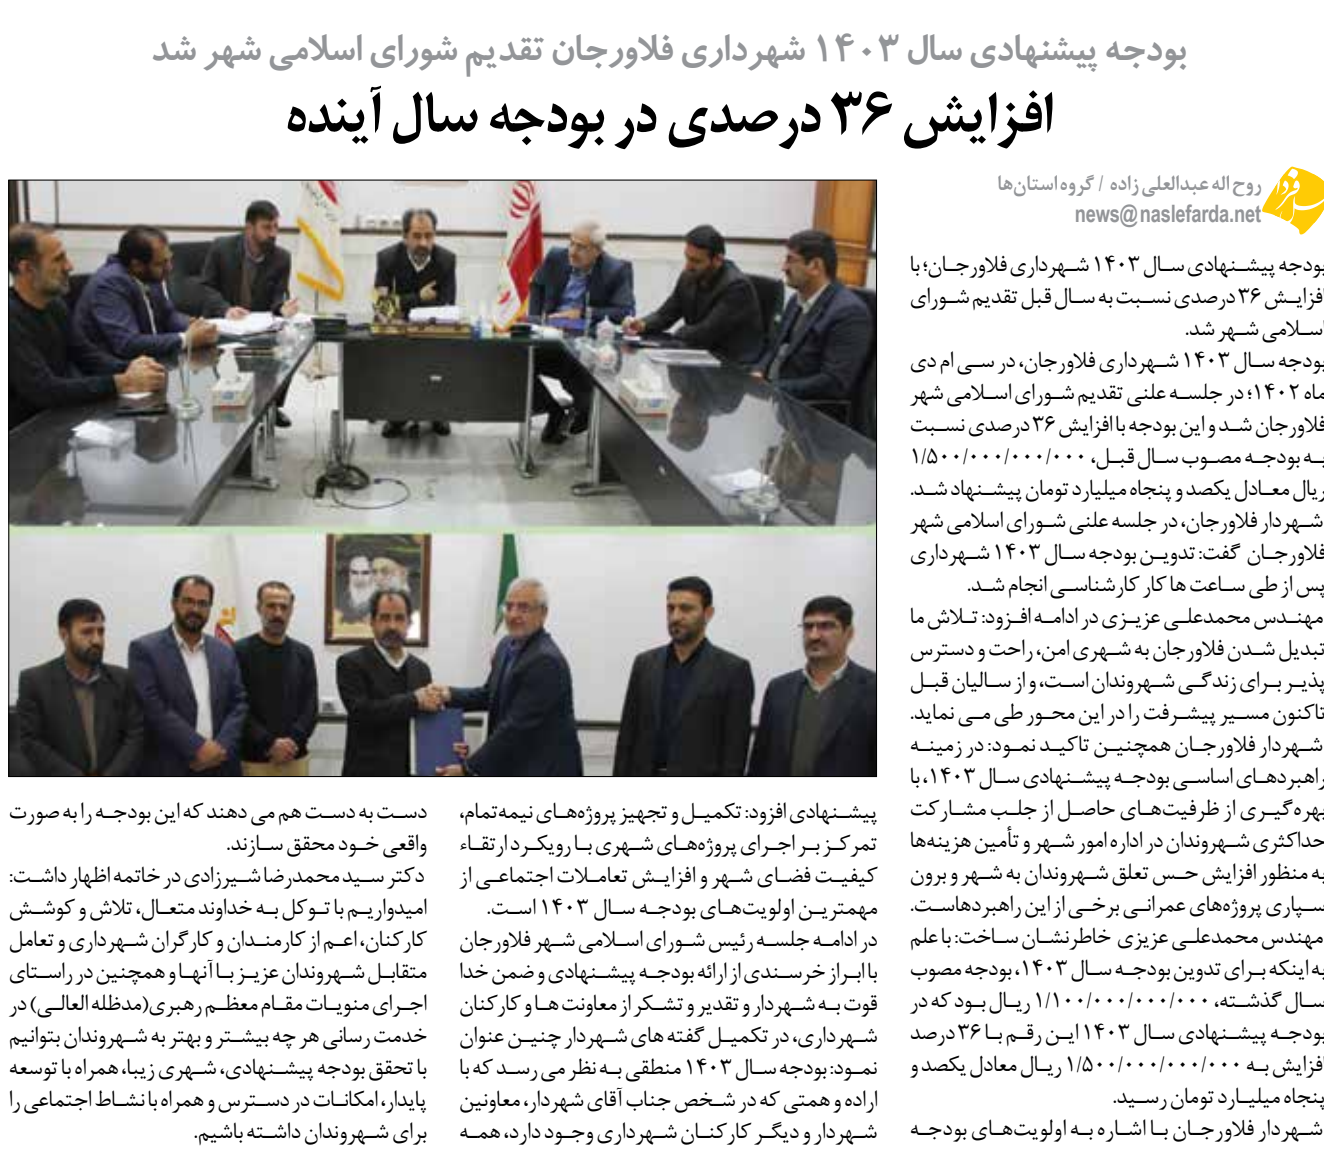 بودجه پیشنهادی سال ۱۴۰۳ شهرداری فلاورجان تقدیم شورای اسلامی شهر شد
افزایش ۳۶ درصدی در بودجه سال آینده
روح اله عبدالعلی زاده / گروه استان‌ها
news@naslefarda.net
بودجه پیشنهادی سال ۱۴۰۳ شهرداری فلاورجان؛ با
افزایش ۳۶ درصدی نسبت به سال قبل تقدیم شورای
اسلامی شهر شد.
بودجه سال ۱۴۰۳ شهرداری فلاورجان، در سی ام دی
ماه ۱۴۰۲؛ در جلسه علنی تقدیم شورای اسلامی شهر
فلاورجان شد و این بودجه با افزایش ۳۶ درصدی نسبت
به بودجه مصوب سال قبل، ۱/۵۰۰/۰۰۰/۰۰۰/۰۰۰
ریال معادل یکصد و پنجاه میلیارد تومان پیشنهاد شد.
شهردار فلاورجان، در جلسه علنی شورای اسلامی شهر
فلاورجان گفت: تدوین بودجه سال ۱۴۰۳ شهرداری
پس از طی ساعت ها کار کارشناسی انجام شد.
مهندس محمدعلی عزیزی در ادامه افزود: تلاش ما
تبدیل شدن فلاورجان به شهری امن، راحت و دسترس
پذیر برای زندگی شهروندان است، و از سالیان قبل
تاکنون مسیر پیشرفت را در این محور طی می نماید.
شهردار فلاورجان همچنین تاکید نمود: در زمینه
راهبردهای اساسی بودجه پیشنهادی سال ۱۴۰۳، با
بهره گیری از ظرفیت‌های حاصل از جلب مشارکت
حداکثری شهروندان در اداره امور شهر و تأمین هزینه‌ها
به منظور افزایش حس تعلق شهروندان به شهر و برون
سپاری پروژه‌های عمرانی برخی از این راهبردهاست.
مهندس محمدعلی عزیزی خاطرنشان ساخت: با علم
به اینکه برای تدوین بودجه سال ۱۴۰۳، بودجه مصوب
سال گذشته، ۱/۱۰۰/۰۰۰/۰۰۰/۰۰۰ ریال بود که در
بودجه پیشنهادی سال ۱۴۰۳ این رقم با ۳۶ درصد
افزایش به ۱/۵۰۰/۰۰۰/۰۰۰/۰۰۰ ریال معادل یکصد و
پنجاه میلیارد تومان رسید.
شهردار فلاورجان با اشاره به اولویت‌های بودجه
پیشنهادی افزود: تکمیل و تجهیز پروژه‌های نیمه‌تمام،
تمرکز بر اجرای پروژه‌های شهری با رویکرد ارتقاء
کیفیت فضای شهر و افزایش تعاملات اجتماعی از
مهمترین اولویت‌های بودجه سال ۱۴۰۳ است.
در ادامه جلسه رئیس شورای اسلامی شهر فلاورجان
با ابراز خرسندی از ارائه بودجه پیشنهادی و ضمن خدا
قوت به شهردار و تقدیر و تشکر از معاونت ها و کارکنان
شهرداری، در تکمیل گفته های شهردار چنین عنوان
نمود: بودجه سال ۱۴۰۳ منطقی به نظر می رسد که با
اراده و همتی که در شخص جناب آقای شهردار، معاونین
شهردار و دیگر کارکنان شهرداری وجود دارد، همه
دست به دست هم می دهند که این بودجه را به صورت
واقعی خود محقق سازند.
دکتر سید محمدرضا شیرزادی در خاتمه اظهار داشت:
امیدواریم با توکل به خداوند متعال، تلاش و کوشش
کارکنان، اعم از کارمندان و کارگران شهرداری و تعامل
متقابل شهروندان عزیز با آنها و همچنین در راستای
اجرای منویات مقام معظم رهبری(مدظله العالی) در
خدمت رسانی هر چه بیشتر و بهتر به شهروندان بتوانیم
با تحقق بودجه پیشنهادی، شهری زیبا، همراه با توسعه
پایدار، امکانات در دسترس و همراه با نشاط اجتماعی را
برای شهروندان داشته باشیم.